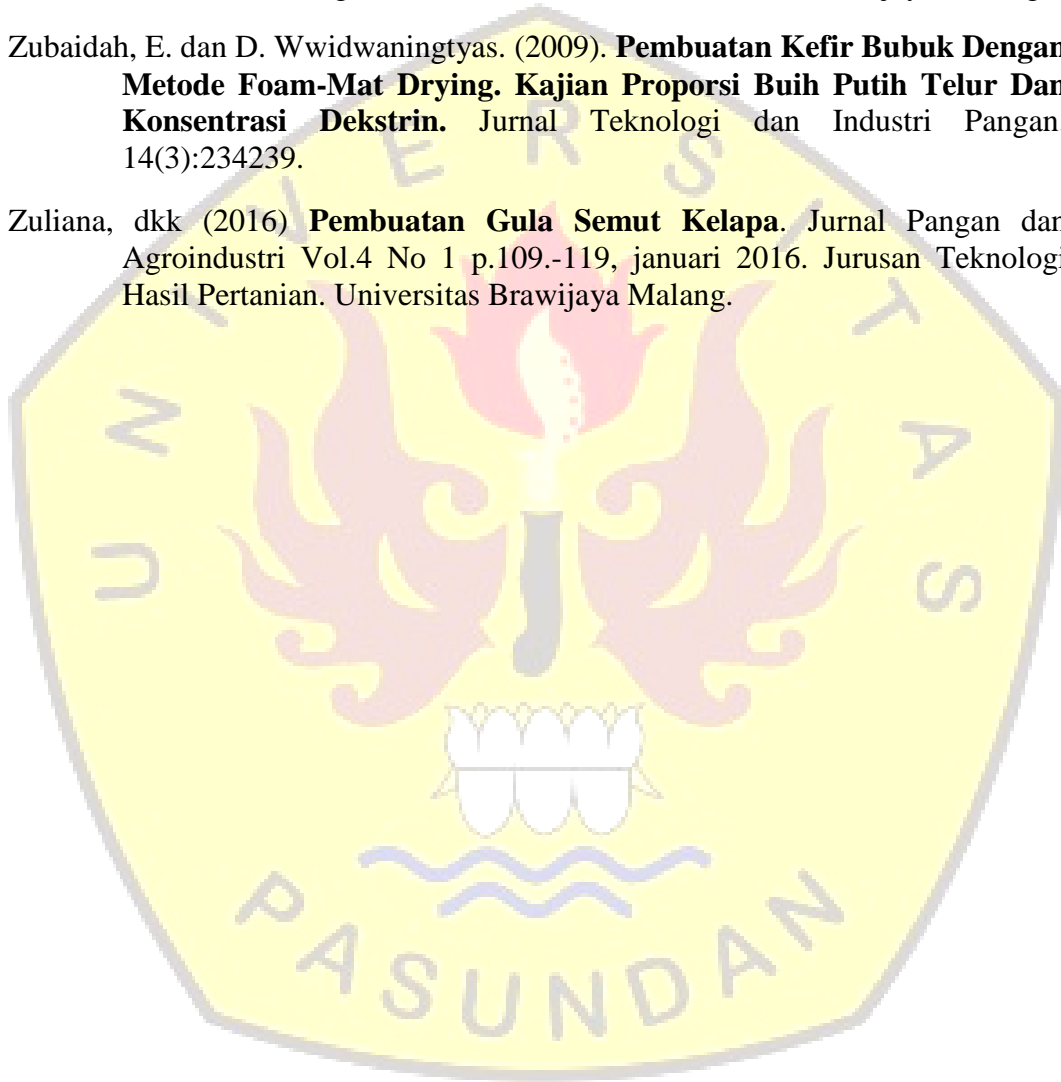 Zubaidah, E. dan D. Wwidwaningtyas. (2009). Pembuatan Kefir Bubuk Dengan
Metode Foam-Mat Drying. Kajian Proporsi Buih Putih Telur Dan
Konsentrasi Dekstrin. Jurnal Teknologi dan Industri Pangan
14(3):234239.
Zuliana, dkk (2016) Pembuatan Gula Semut Kelapa. Jurnal Pangan dan
Agroindustri Vol.4 No 1 p.109.-119, januari 2016. Jurusan Teknologi
Hasil Pertanian. Universitas Brawijaya Malang.
UNIVERSITAS
PASUNDAN